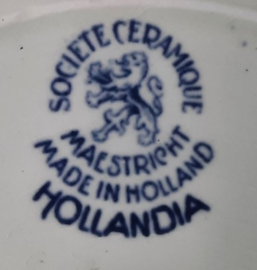 SOCIETE CERAMIQUE
MAESTRICHT
MADE IN HOLLAND
HOLLANDIA